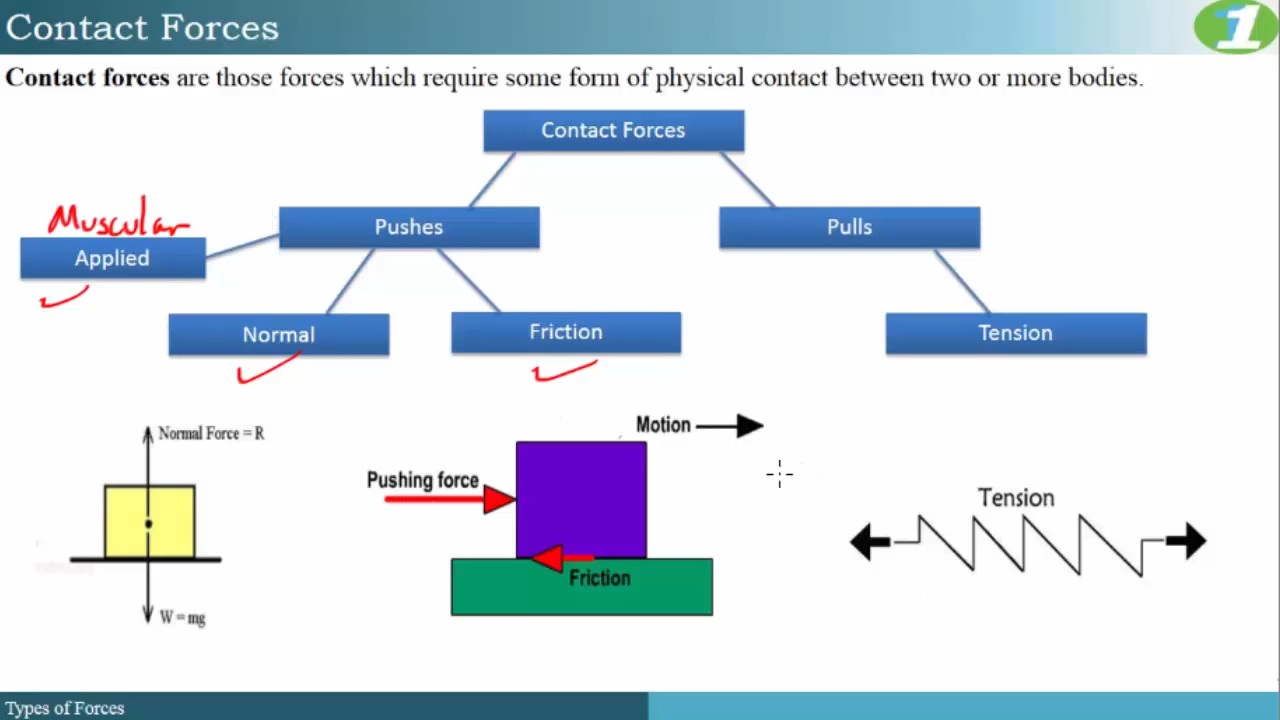 Contact Forces
1
Contact forces are those forces which require some form of physical contact between two or more bodies.
Contact Forces
Muscular
Pushes
Pulls
Applied
Normal
Friction
Tension
Motion
Normal Force = R
Pushing force
Tension
Friction
W = mg
Types of Forces